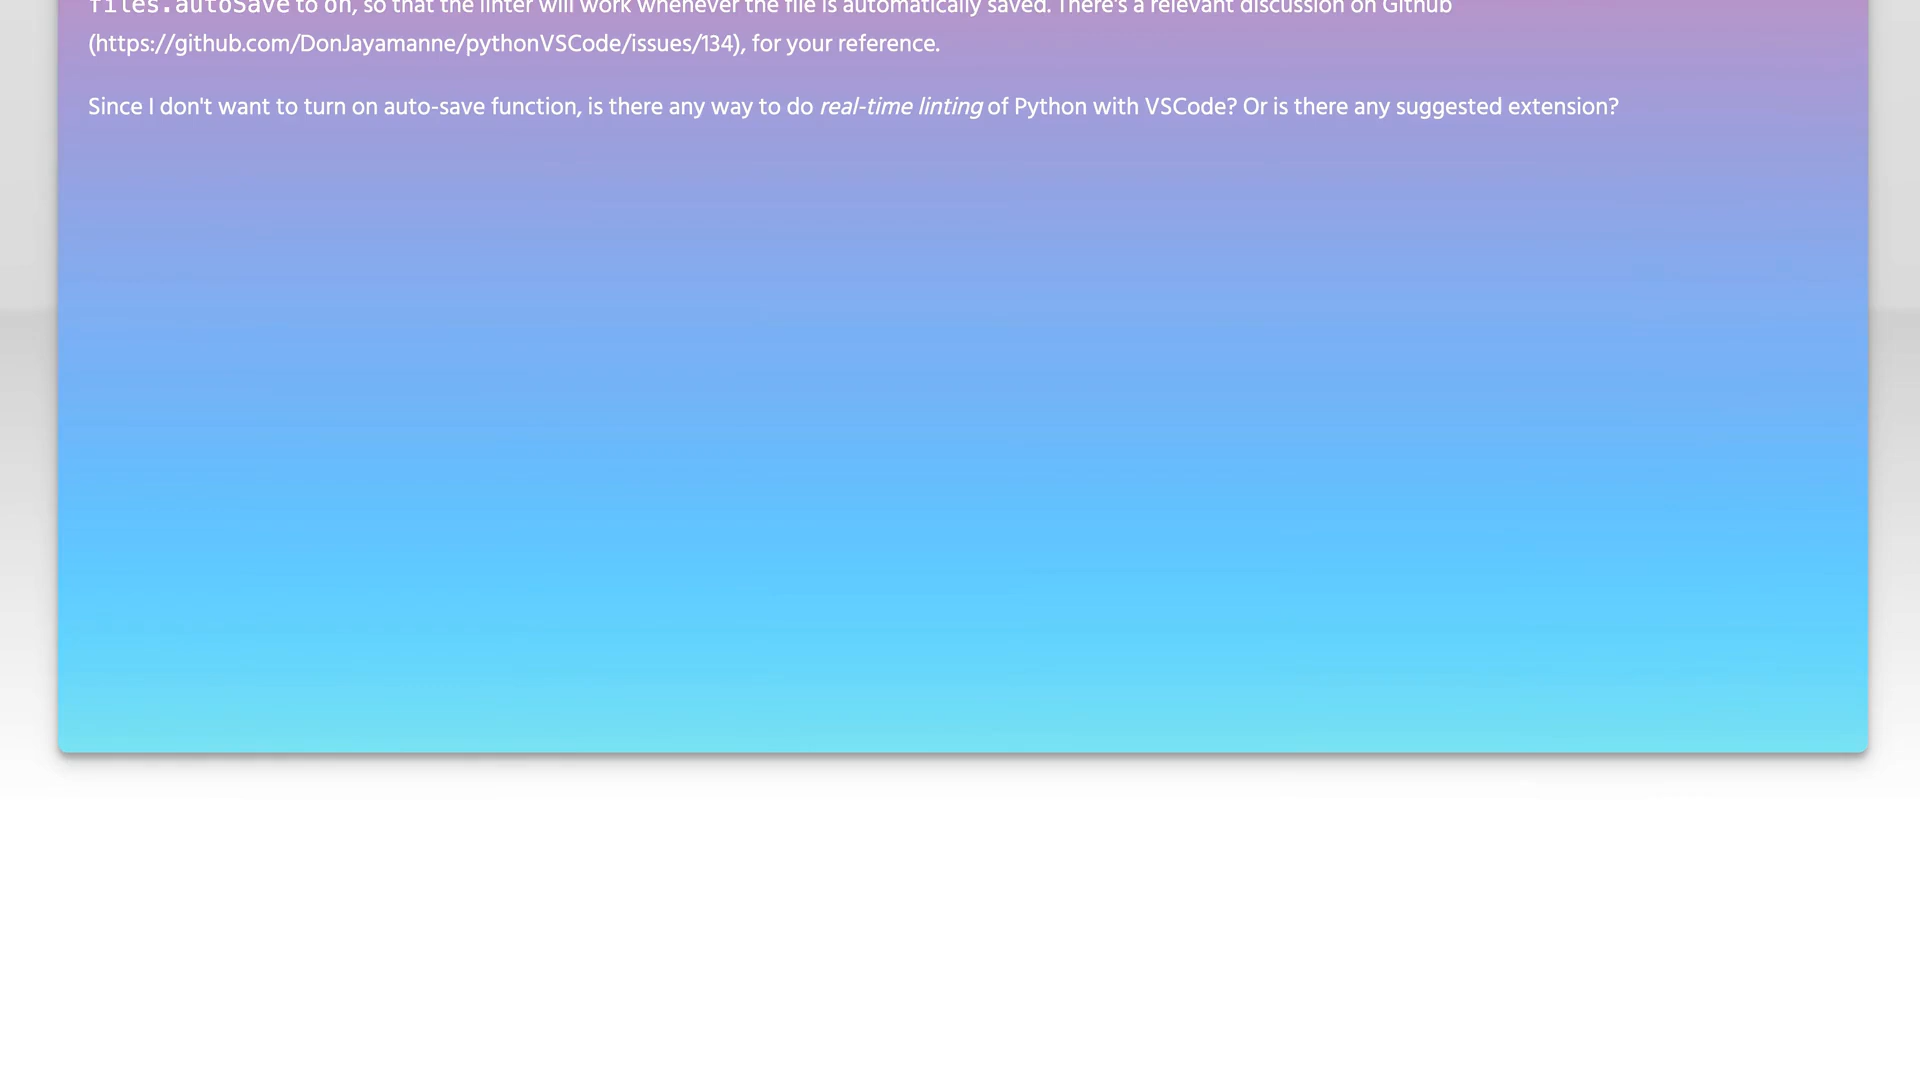 files.autoSave to on, so that the linter will work whenever the file is automatically saved. There's a relevant discussion on Github
(https://github.com/DonJayamanne/pythonVSCode/issues/134), for your reference.
Since I don't want to turn on auto-save function, is there any way to do real-time linting of Python with VSCode? Or is there any suggested extension?